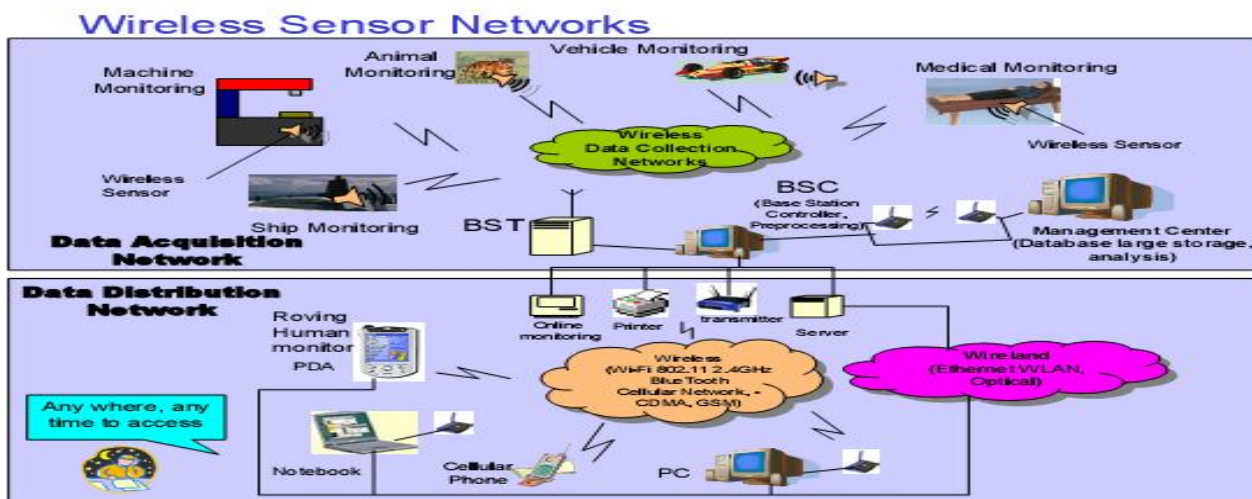 Wireless Sensor Networks
Machine
Monitoring
Animal
Monitoring
Vehicle Monitoring
Medical Monitoring
Wireless
Data Collection
Networks
Wireless Sensor
Wireless
Sensor
Ship Monitoring
BST
BSC
(Base Station
Controller,
Preprocessing)
Management Center
(Database large storage,
analysis)
Data Acquisition
Network
Data Distribution
Network
Roving
Human
monitor
PDA
Online
monitoring
Printer
transmitter
Server
Wireless
(Wi-Fi 802.11 2.4GHz
BlueTooth
Cellular Network, -
CDMA, GSM)
Wireland
(Ethernet WLAN,
Optical)
Any where, any
time to access
Notebook
Cellular
Phone
PC